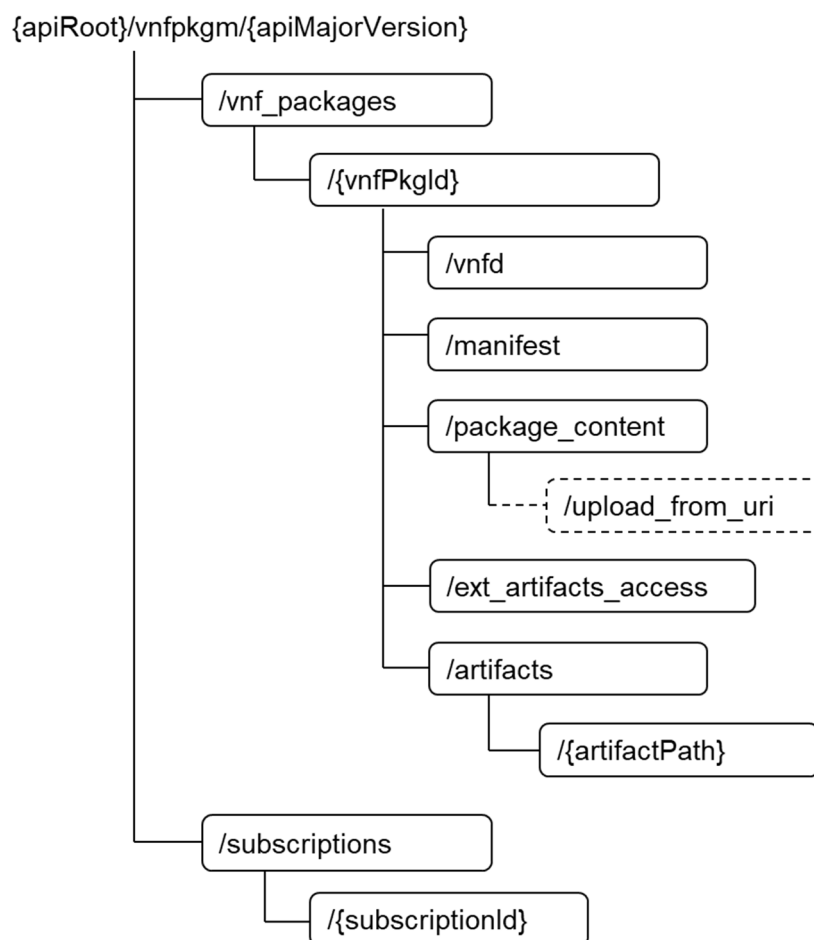 {apiRoot}/vnfpkgm/{apiMajorVersion}
/vnf_packages
/{vnfPkgId}
/vnfd
/manifest
/package_content
/upload_from_uri
/ext_artifacts_access
/artifacts
/{artifactPath}
/subscriptions
/{subscriptionId}